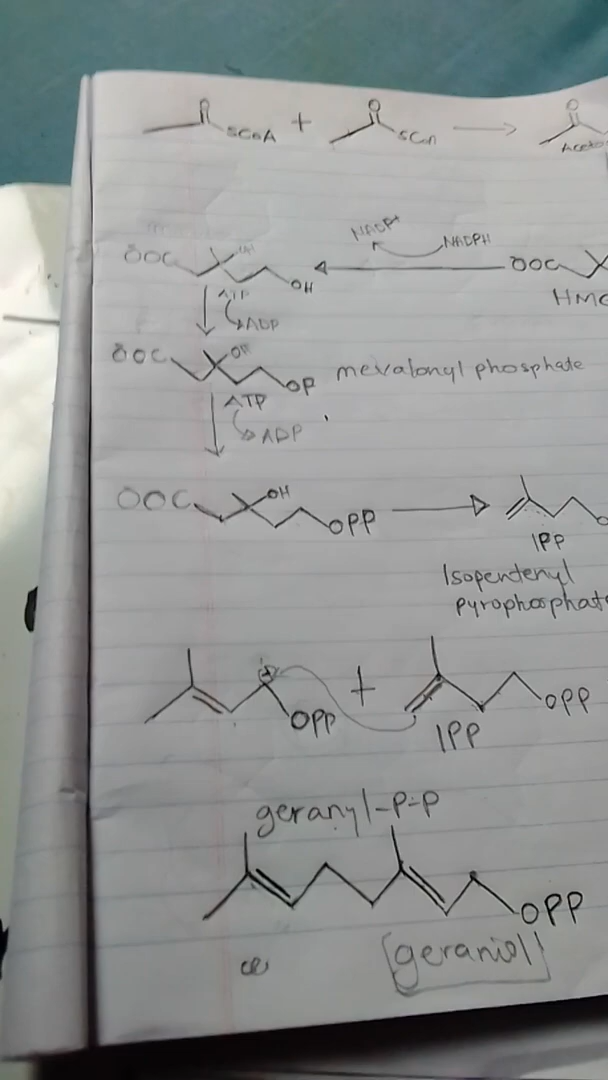 O O O
SCoA + SCoA Aceto
NADP+ NADPH
OOC OH OOC HMG
ATP
ADP
OOC OH OP mevalonyl phosphate
ATP
ADP
OOC OH OPP
IPP
Isopentenyl
pyrophosphate
OPP + OPP
IPP
geranyl-P-P
OPP
geraniol